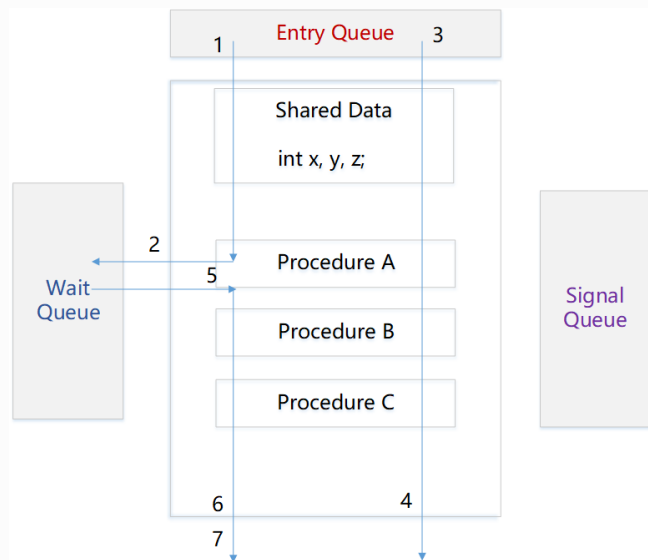 1
Entry Queue
3
Shared Data
int x, y, z;
2
Procedure A
5
Wait
Queue
Signal
Queue
Procedure B
Procedure C
6
4
7